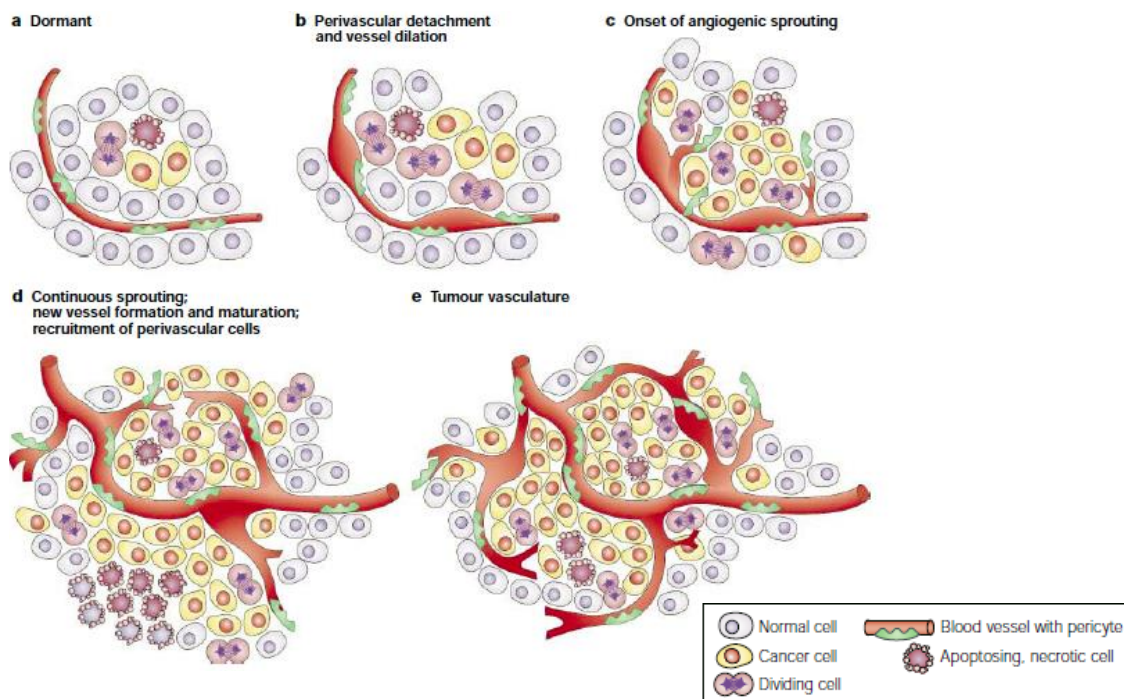 a Dormant
b Perivascular detachment
and vessel dilation
c Onset of angiogenic sprouting
d Continuous sprouting;
new vessel formation and maturation;
recruitment of perivascular cells
e Tumour vasculature
Normal cell
Cancer cell
Dividing cell
Blood vessel with pericyte
Apoptosing, necrotic cell